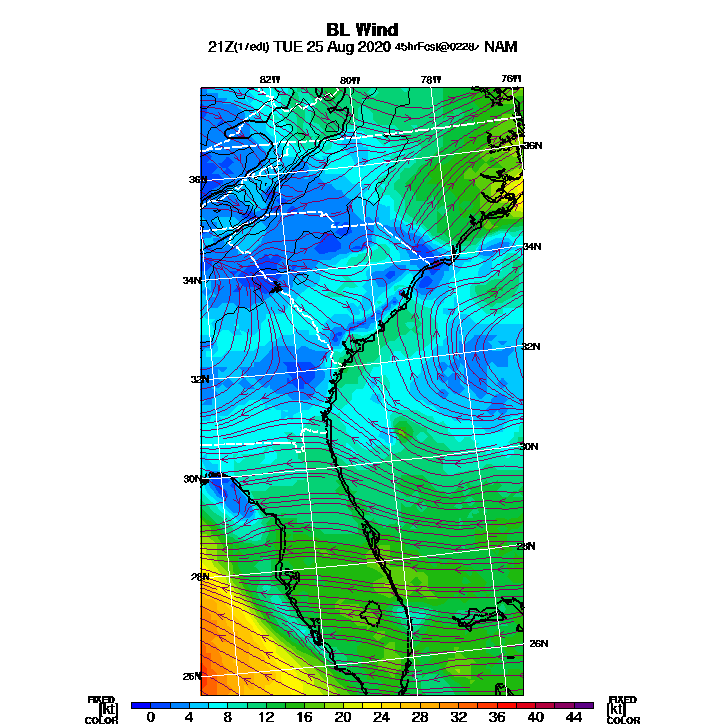 BL Wind
21Z(17edt) TUE 25 Aug 2020 45hrFcst@0228z NAM
82W 80W 78W 76W
36N
36N
34N
34N
32N
32N
30N
30N
28N
28N
26N
26N
FIXED FIXED
[kt] 0 4 8 12 16 20 24 28 32 36 40 44 [kt]
COLOR COLOR